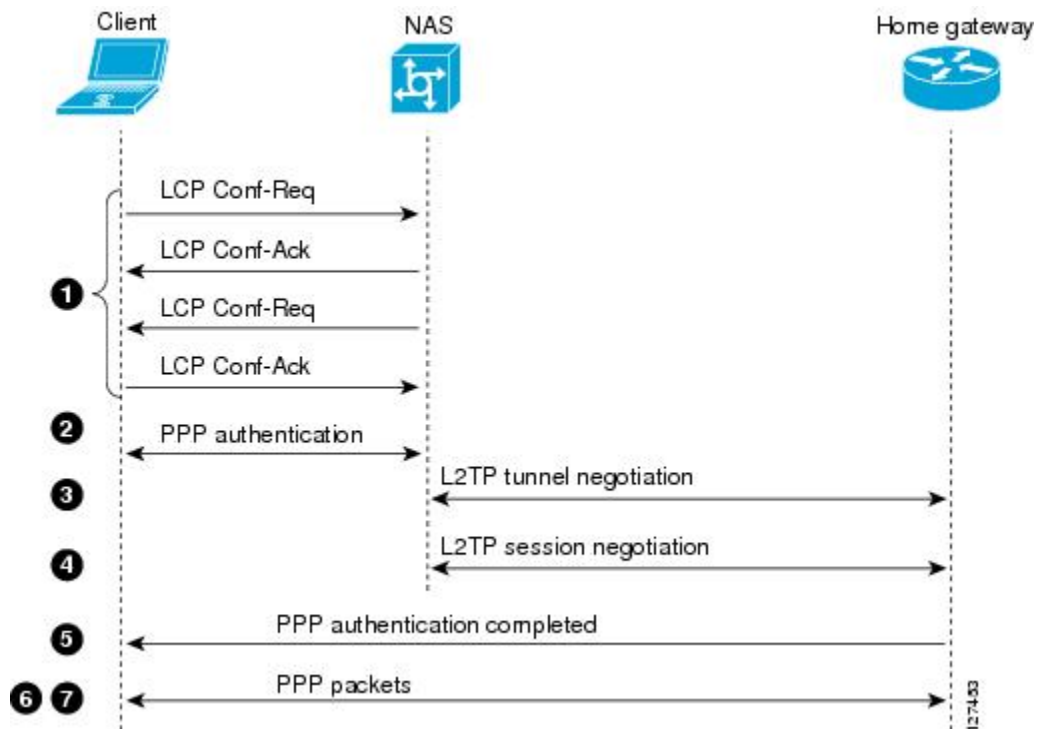 Client
NAS
Home gateway
LCP Conf-Req
LCP Conf-Ack
1
LCP Conf-Req
LCP Conf-Ack
2
PPP authentication
L2TP tunnel negotiation
3
L2TP session negotiation
4
PPP authentication completed
5
PPP packets
6 7
127453